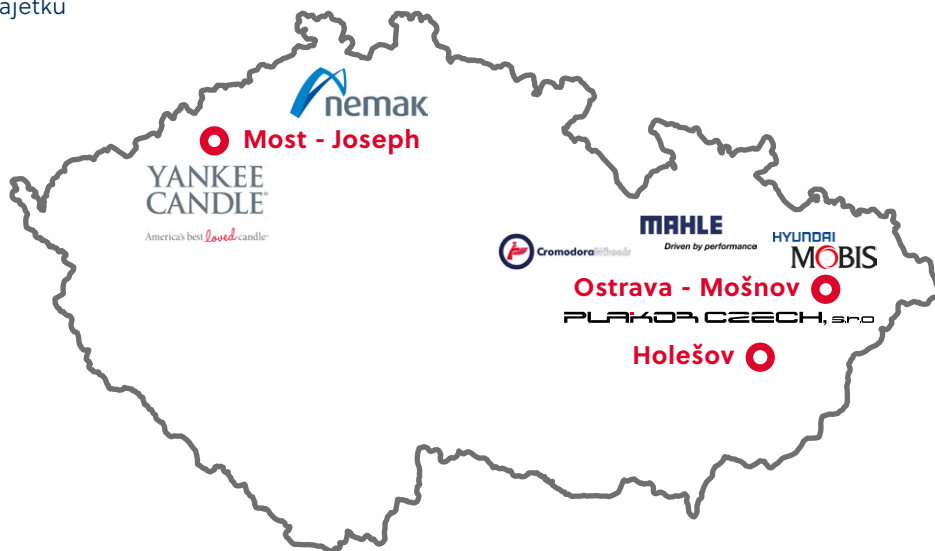 ajetku
nemak
Most - Joseph
YANKEE
CANDLE®
America's best loved candle™
MAHLE
Driven by performance
HYUNDAI
MOBIS
CromodoraWheels
Ostrava - Mošnov
PLAKOR CZECH, s.r.o
Holešov